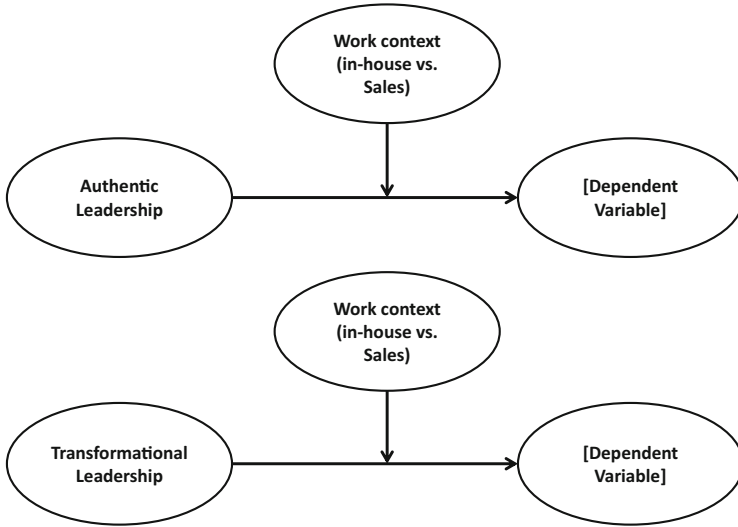 Work context
(in-house vs.
Sales)
Authentic
Leadership
[Dependent
Variable]
Work context
(in-house vs.
Sales)
Transformational
Leadership
[Dependent
Variable]